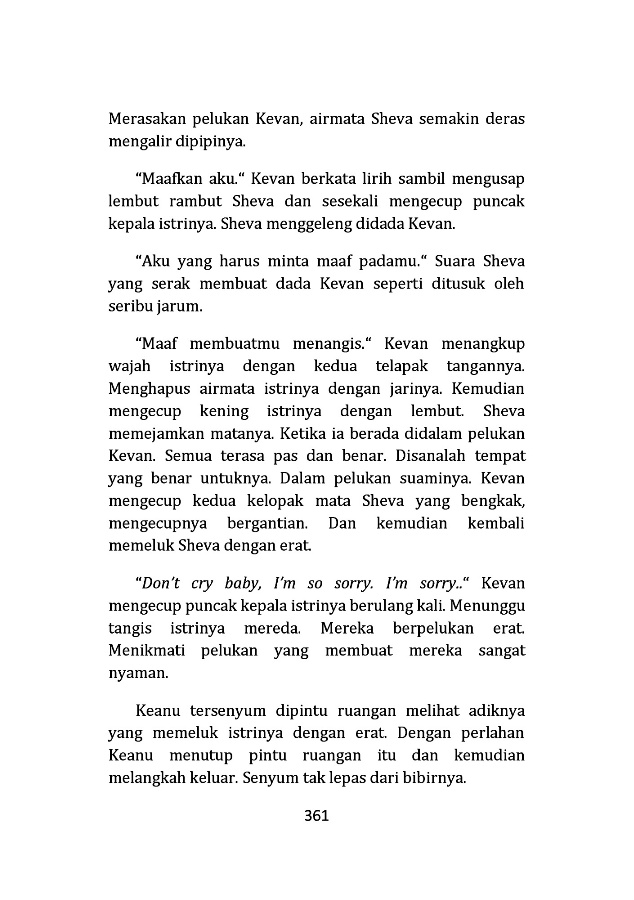 Merasakan pelukan Kevan, airmata Sheva semakin deras
mengalir dipipinya.
“Maafkan aku.“ Kevan berkata lirih sambil mengusap
lembut rambut Sheva dan sesekali mengecup puncak
kepala istrinya. Sheva menggeleng didada Kevan.
“Aku yang harus minta maaf padamu.“ Suara Sheva
yang serak membuat dada Kevan seperti ditusuk oleh
seribu jarum.
“Maaf membuatmu menangis.“ Kevan menangkup
wajah istrinya dengan kedua telapak tangannya.
Menghapus airmata istrinya dengan jarinya. Kemudian
mengecup kening istrinya dengan lembut. Sheva
memejamkan matanya. Ketika ia berada didalam pelukan
Kevan. Semua terasa pas dan benar. Disanalah tempat
yang benar untuknya. Dalam pelukan suaminya. Kevan
mengecup kedua kelopak mata Sheva yang bengkak,
mengecupnya bergantian. Dan kemudian kembali
memeluk Sheva dengan erat.
“Don’t cry baby, I’m so sorry. I’m sorry..“ Kevan
mengecup puncak kepala istrinya berulang kali. Menunggu
tangis istrinya mereda. Mereka berpelukan erat.
Menikmati pelukan yang membuat mereka sangat
nyaman.
Keanu tersenyum dipintu ruangan melihat adiknya
yang memeluk istrinya dengan erat. Dengan perlahan
Keanu menutup pintu ruangan itu dan kemudian
melangkah keluar. Senyum tak lepas dari bibirnya.
361